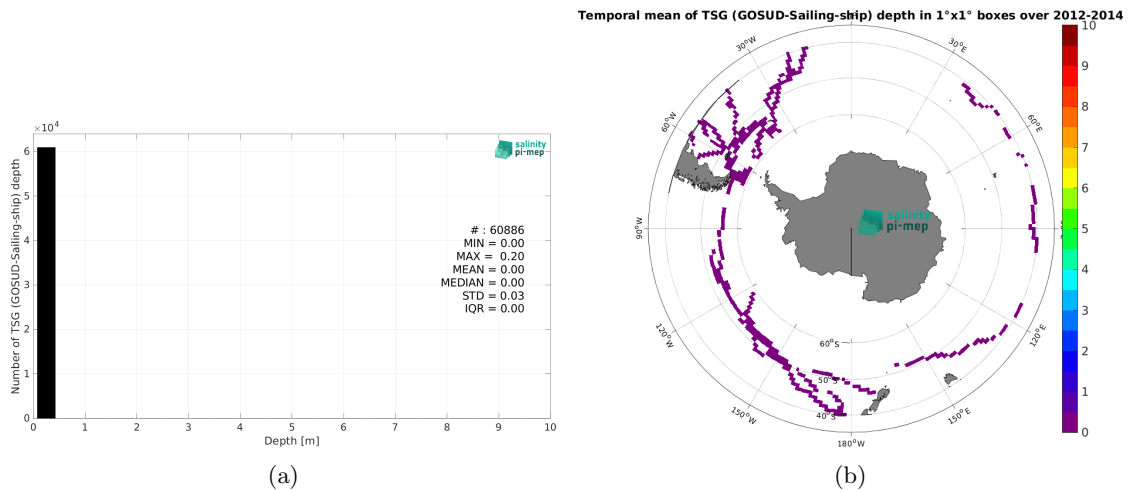 Temporal mean of TSG (GOSUD-Sailing-ship) depth in 1°x1° boxes over 2012-2014
×10⁴
6
5
4
3
2
1
0
Number of TSG (GOSUD-Sailing-ship) depth
salinity
pi-mep
# : 60886
MIN = 0.00
MAX = 0.20
MEAN = 0.00
MEDIAN = 0.00
STD = 0.03
IQR = 0.00
0 1 2 3 4 5 6 7 8 9 10
Depth [m]
(a)
30°W
30°E
60°W
60°E
90°W
120°W
120°E
150°W
150°E
180°W
60°S
50°S
40°S
salinity
pi-mep
10
9
8
7
6
5
4
3
2
1
0
(b)